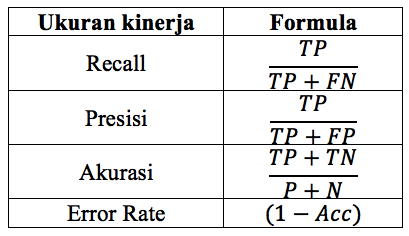 Ukuran kinerja Formula
Recall TP / TP + FN
Presisi TP / TP + FP
Akurasi TP + TN / P + N
Error Rate (1 − Acc)